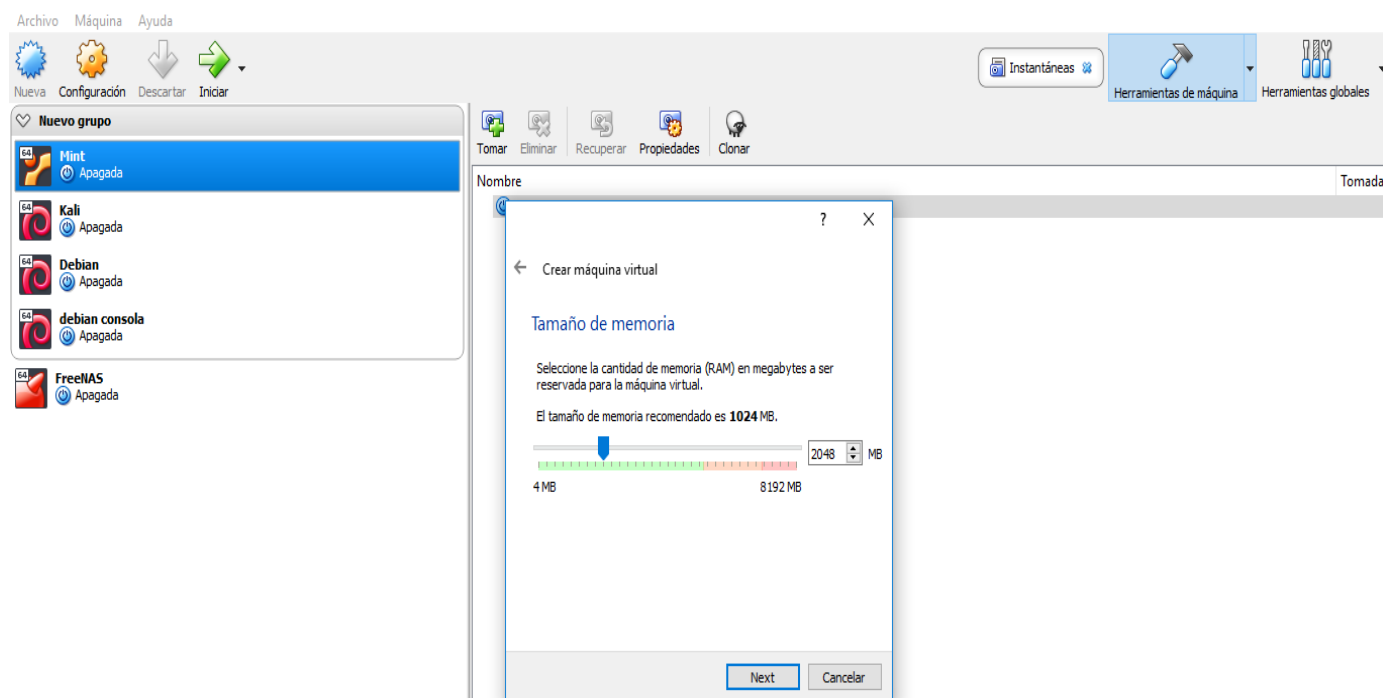 Archivo Máquina Ayuda
Nueva Configuración Descartar Iniciar
Instantáneas
Herramientas de máquina Herramientas globales
Nuevo grupo
64 Mint
Apagada
64 Kali
Apagada
64 Debian
Apagada
64 debian consola
Apagada
64 FreeNAS
Apagada
Tomar Eliminar Recuperar Propiedades Clonar
Nombre Tomada
? X
← Crear máquina virtual
Tamaño de memoria
Seleccione la cantidad de memoria (RAM) en megabytes a ser
reservada para la máquina virtual.
El tamaño de memoria recomendado es 1024 MB.
2048 MB
4 MB 8192 MB
Next Cancelar